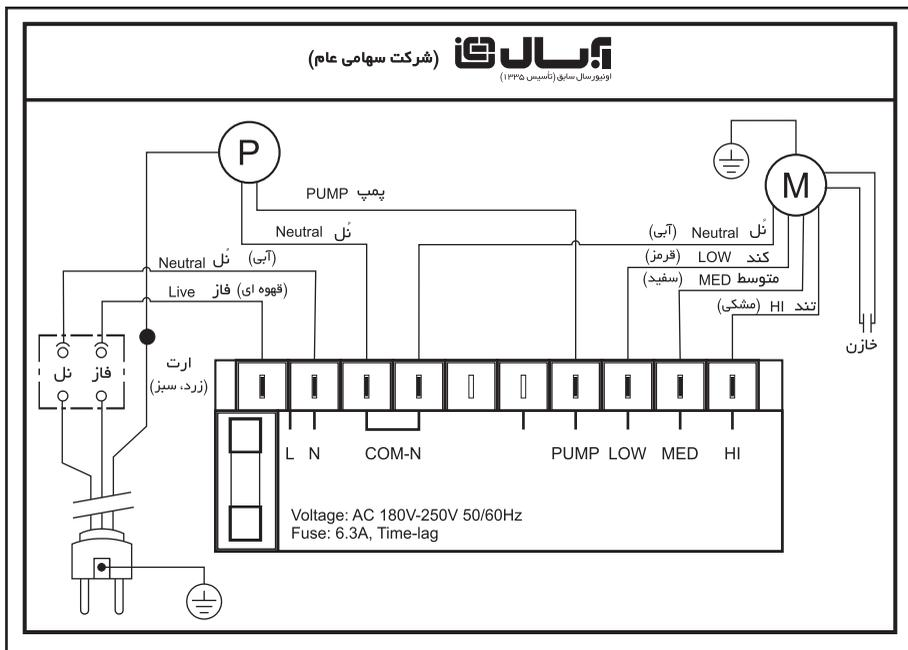 آبسال (شرکت سهامی عام)
اونیورسال سابق (تأسیس ۱۳۳۵)
P
M
PUMP پمپ
Neutral نُل
Neutral نُل (آبی)
Live فاز (قهوه ای)
Neutral نُل (آبی)
LOW کند (قرمز)
MED متوسط (سفید)
HI تند (مشکی)
خازن
نل فاز
ارت
(زرد، سبز)
L N COM-N PUMP LOW MED HI
Voltage: AC 180V-250V 50/60Hz
Fuse: 6.3A, Time-lag